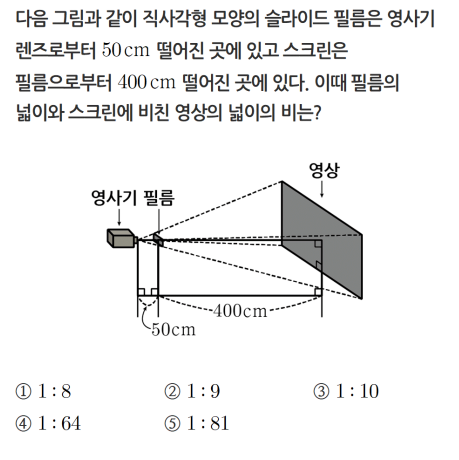 다음 그림과 같이 직사각형 모양의 슬라이드 필름은 영사기
렌즈로부터 50cm 떨어진 곳에 있고 스크린은
필름으로부터 400cm 떨어진 곳에 있다. 이때 필름의
넓이와 스크린에 비친 영상의 넓이의 비는?
영상
영사기 필름
400cm
50cm
① 1 : 8 ② 1 : 9 ③ 1 : 10
④ 1 : 64 ⑤ 1 : 81